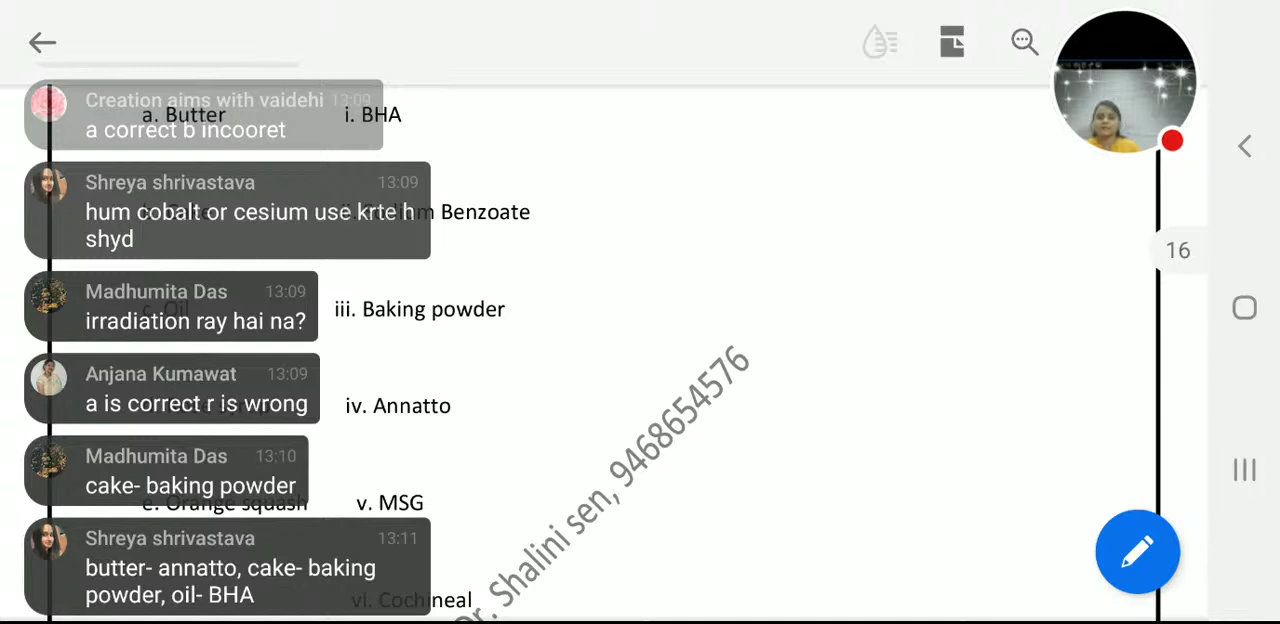 Creation aims with vaidehi 13:09
a. Butter i. BHA
a correct b incooret
Shreya shrivastava 13:09
hum cobalt or cesium use krte h
shyd
Benzoate
Madhumita Das 13:09
c. Oil iii. Baking powder
irradiation ray hai na?
Anjana Kumawat 13:09
a is correct r is wrong
iv. Annatto
Madhumita Das 13:10
cake- baking powder
e. Orange squash v. MSG
Shreya shrivastava 13:11
butter- annatto, cake- baking
powder, oil- BHA
vi. Cochineal
16
Dr. Shalini sen, 9468654576